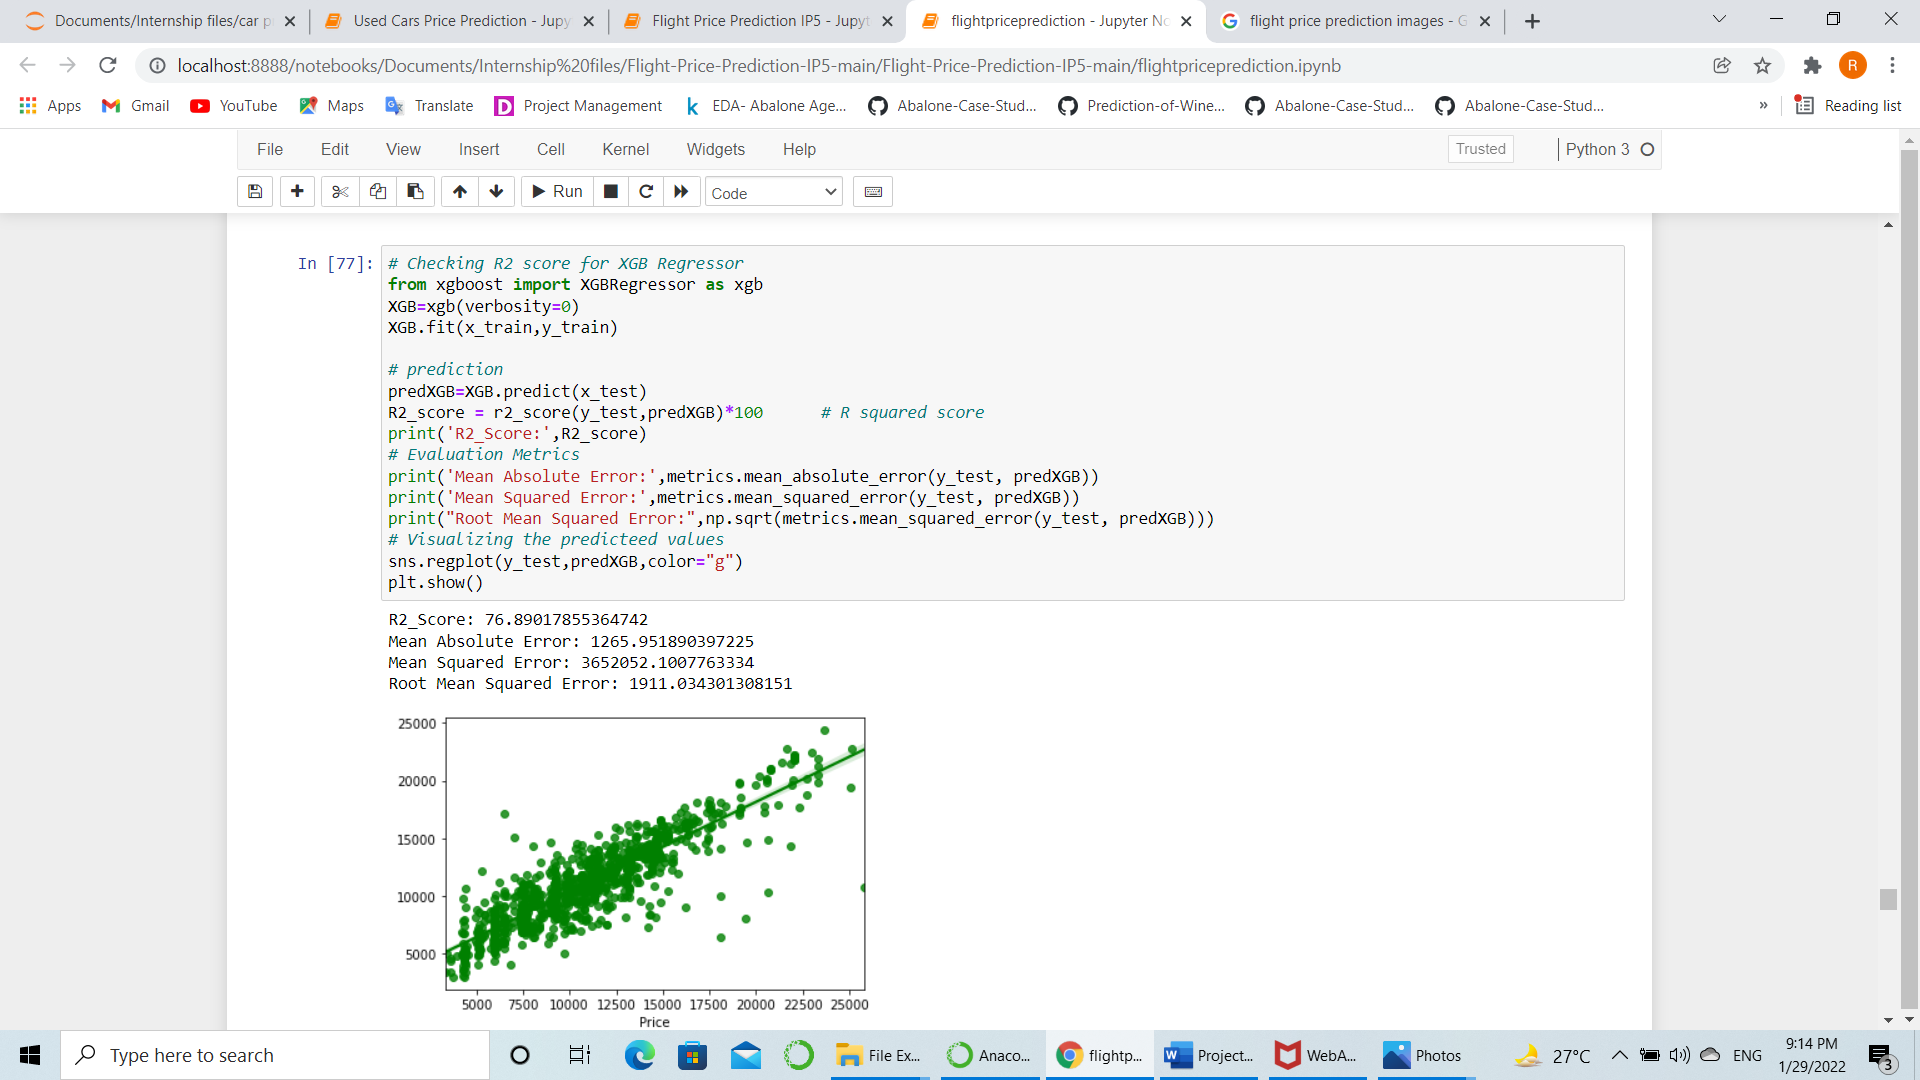 Documents/Internship files/car p
Used Cars Price Prediction - Jupy
Flight Price Prediction IP5 - Jupyt
flightpriceprediction - Jupyter No
flight price prediction images - G
localhost:8888/notebooks/Documents/Internship%20files/Flight-Price-Prediction-IP5-main/Flight-Price-Prediction-IP5-main/flightpriceprediction.ipynb
R
Apps Gmail YouTube Maps Translate Project Management EDA- Abalone Age... Abalone-Case-Stud... Prediction-of-Wine... Abalone-Case-Stud... Abalone-Case-Stud... » Reading list
File Edit View Insert Cell Kernel Widgets Help Trusted Python 3
Run Code
In [77]:
# Checking R2 score for XGB Regressor
from xgboost import XGBRegressor as xgb
XGB=xgb(verbosity=0)
XGB.fit(x_train,y_train)
# prediction
predXGB=XGB.predict(x_test)
R2_score = r2_score(y_test,predXGB)*100      # R squared score
print('R2_Score:',R2_score)
# Evaluation Metrics
print('Mean Absolute Error:',metrics.mean_absolute_error(y_test, predXGB))
print('Mean Squared Error:',metrics.mean_squared_error(y_test, predXGB))
print("Root Mean Squared Error:",np.sqrt(metrics.mean_squared_error(y_test, predXGB)))
# Visualizing the predicteed values
sns.regplot(y_test,predXGB,color="g")
plt.show()
R2_Score: 76.89017855364742
Mean Absolute Error: 1265.951890397225
Mean Squared Error: 3652052.1007763334
Root Mean Squared Error: 1911.034301308151
25000
20000
15000
10000
5000
5000 7500 10000 12500 15000 17500 20000 22500 25000
Price
Type here to search
File Ex... Anaco... flightp... Project... WebA... Photos
27°C ENG
9:14 PM
1/29/2022
3